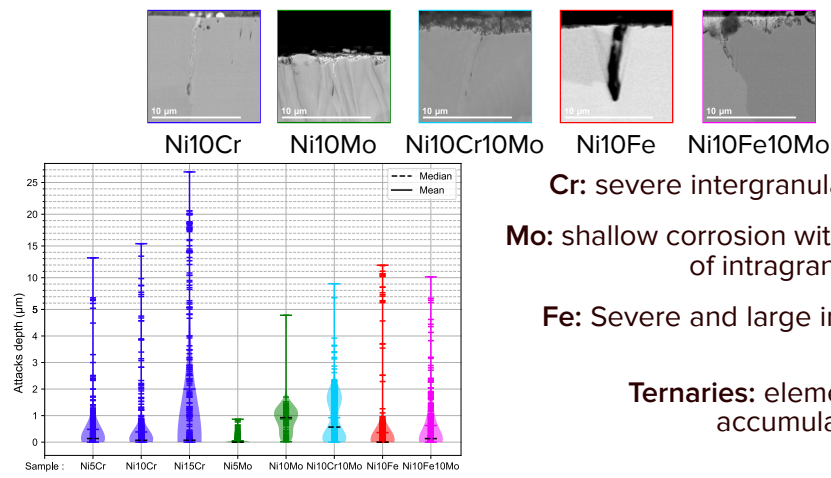 10 µm 10 µm 10 µm 10 µm 10 µm
Ni10Cr Ni10Mo Ni10Cr10Mo Ni10Fe Ni10Fe10Mo
Median
Mean
25
20
15
10
5
4
3
2
1
0
Attacks depth (µm)
Sample : Ni5Cr Ni10Cr Ni15Cr Ni5Mo Ni10Mo Ni10Cr10Mo Ni10Fe Ni10Fe10Mo
Cr: severe intergranul
Mo: shallow corrosion wit
of intragran
Fe: Severe and large i
Ternaries: eleme
accumula